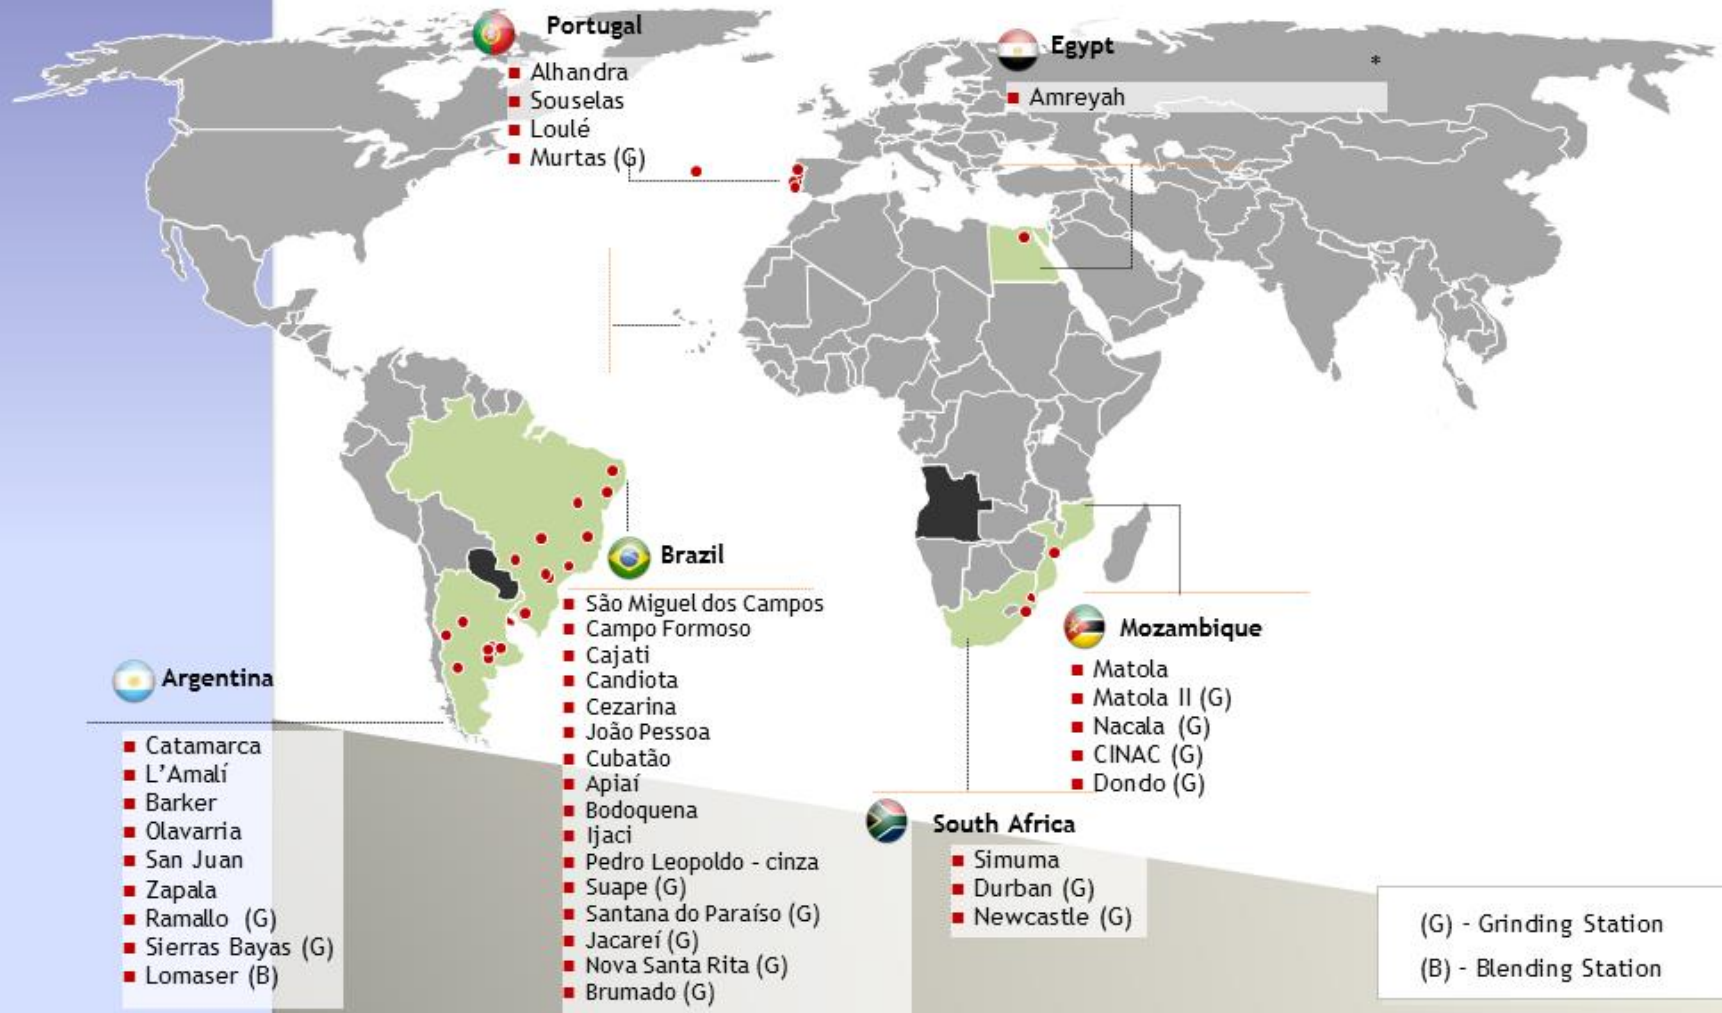 Portugal
Alhandra
Souselas
Loulé
Murtas (G)
Egypt
*
Amreyah
Brazil
São Miguel dos Campos
Campo Formoso
Cajati
Candiota
Cezarina
João Pessoa
Cubatão
Apiaí
Bodoquena
Ijaci
Pedro Leopoldo - cinza
Suape (G)
Santana do Paraíso (G)
Jacareí (G)
Nova Santa Rita (G)
Brumado (G)
Mozambique
Matola
Matola II (G)
Nacala (G)
CINAC (G)
Dondo (G)
Argentina
Catamarca
L'Amalí
Barker
Olavarria
San Juan
Zapala
Ramallo (G)
Sierras Bayas (G)
Lomaser (B)
South Africa
Simuma
Durban (G)
Newcastle (G)
(G) - Grinding Station
(B) - Blending Station